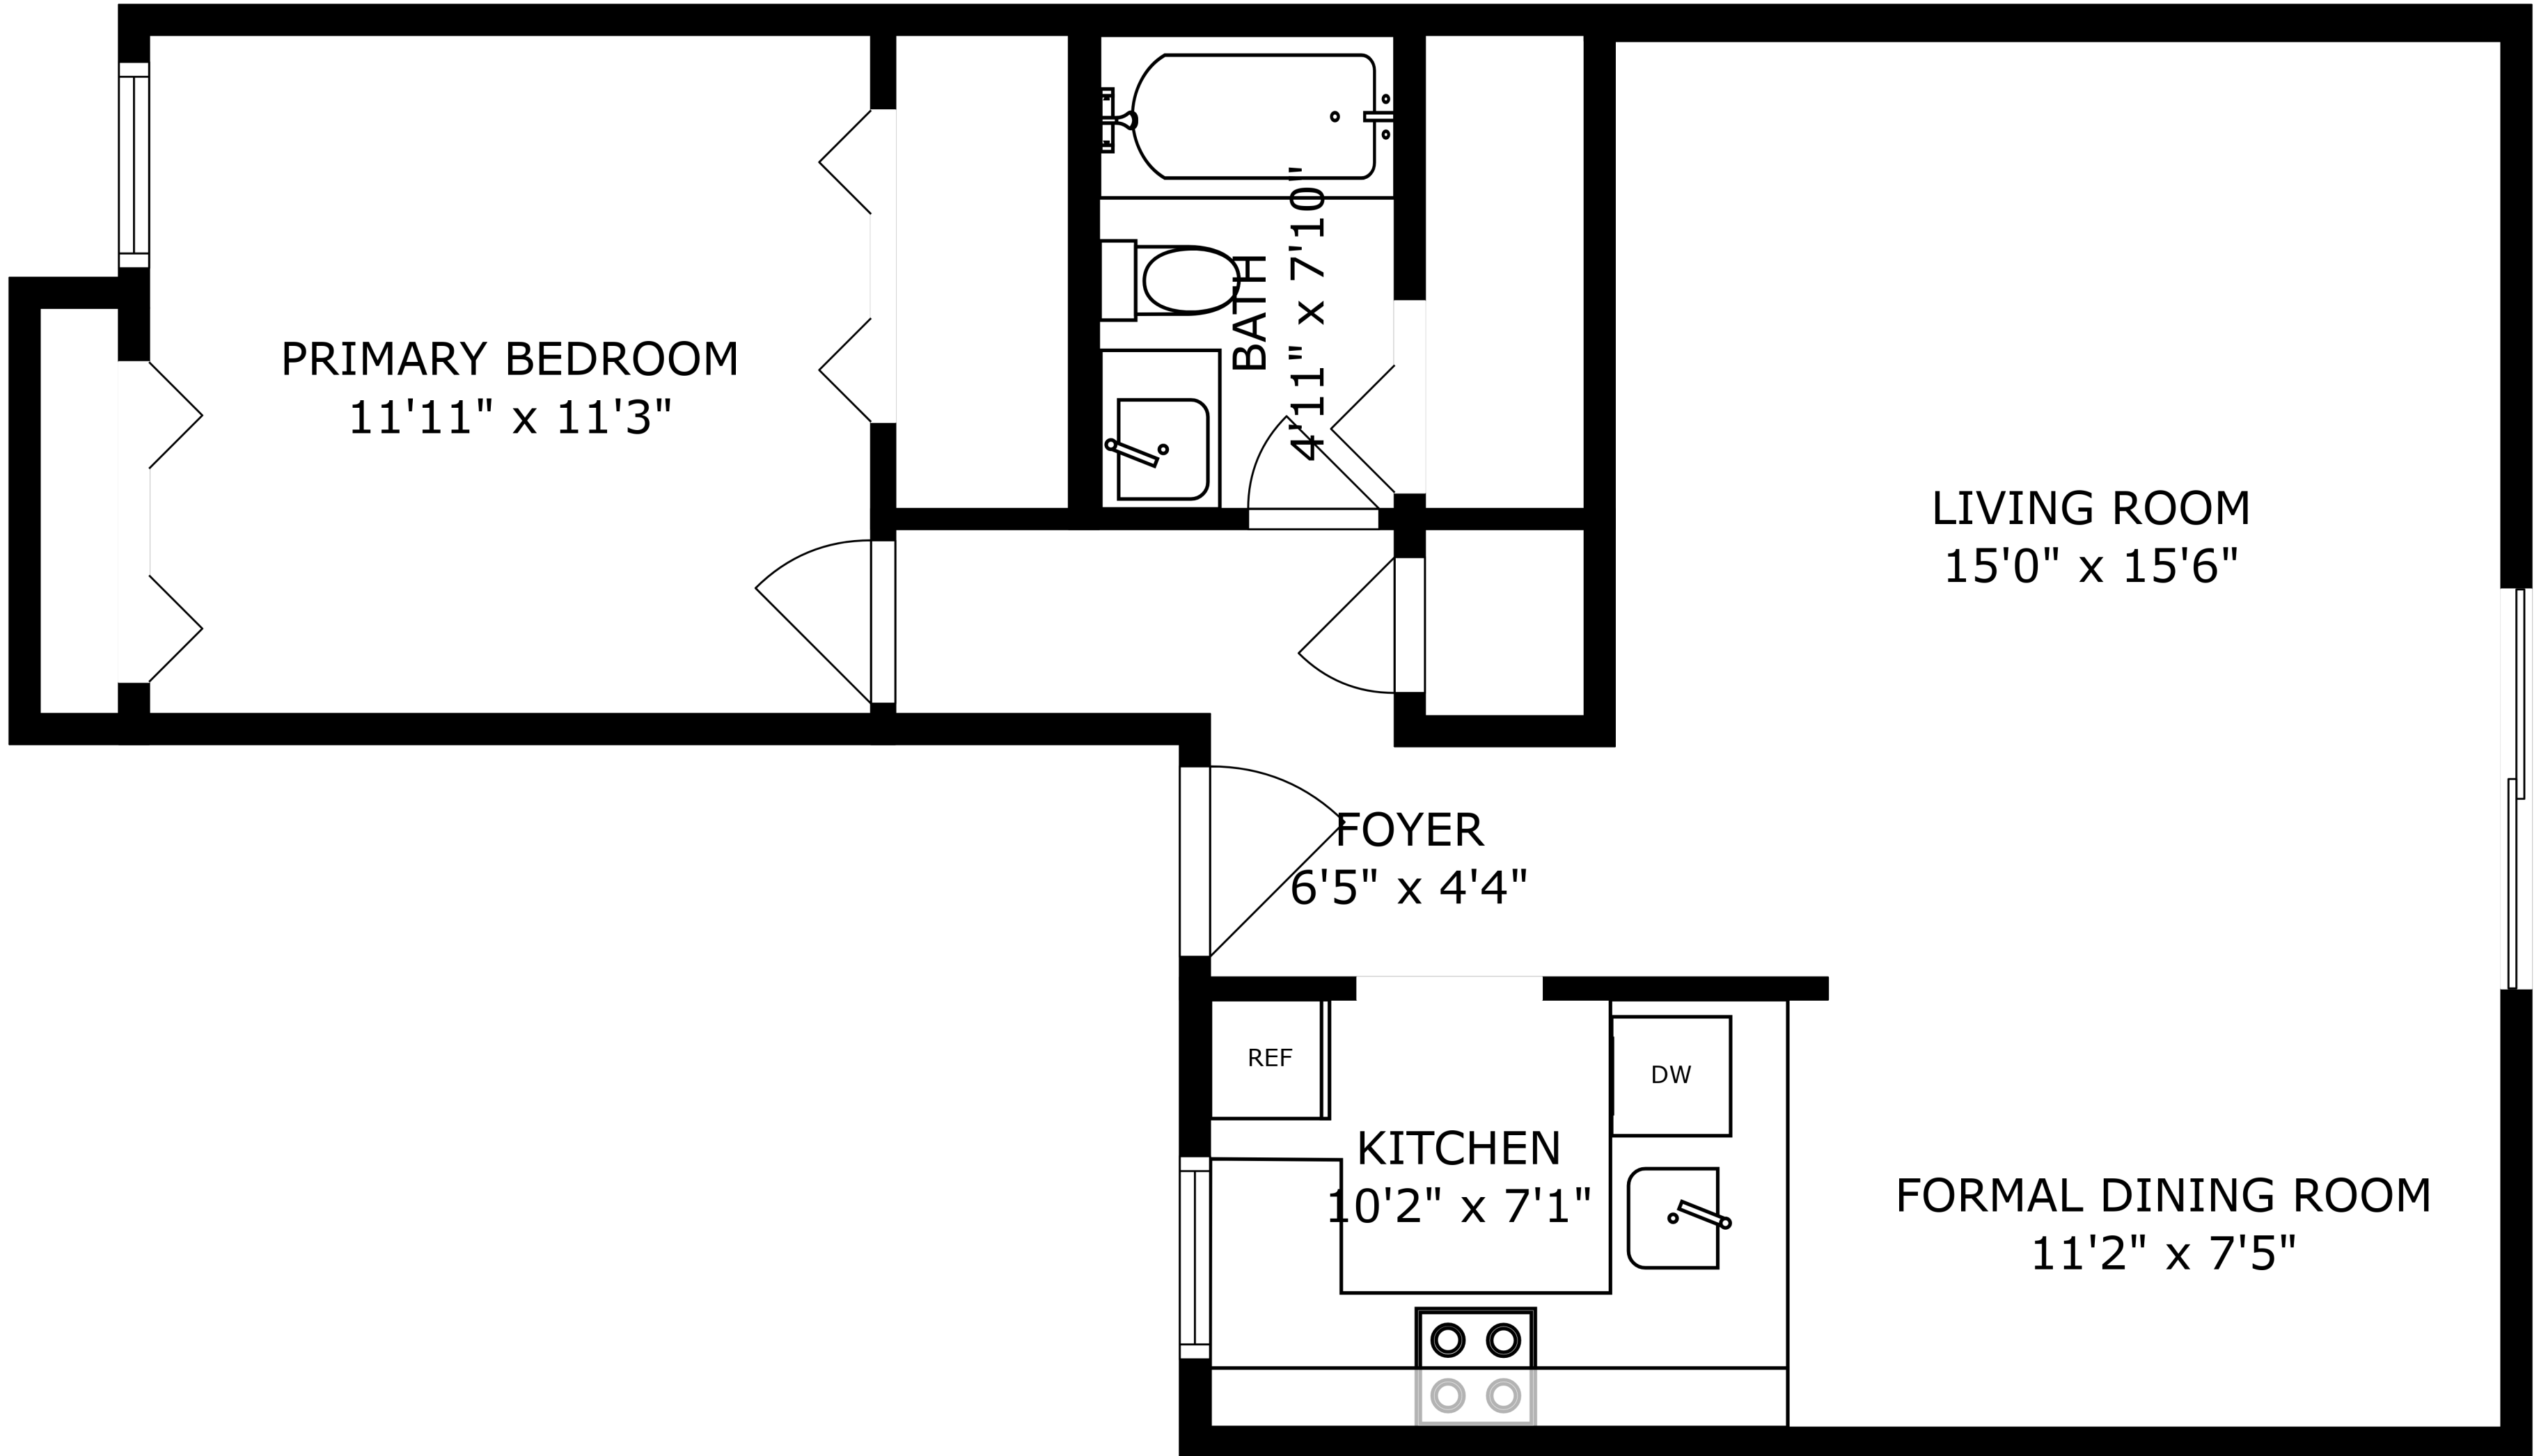 PRIMARY BEDROOM
11'11" x 11'3"
BATH
4'11" x 7'10"
LIVING ROOM
15'0" x 15'6"
FOYER
6'5" x 4'4"
REF
DW
KITCHEN
10'2" x 7'1"
FORMAL DINING ROOM
11'2" x 7'5"